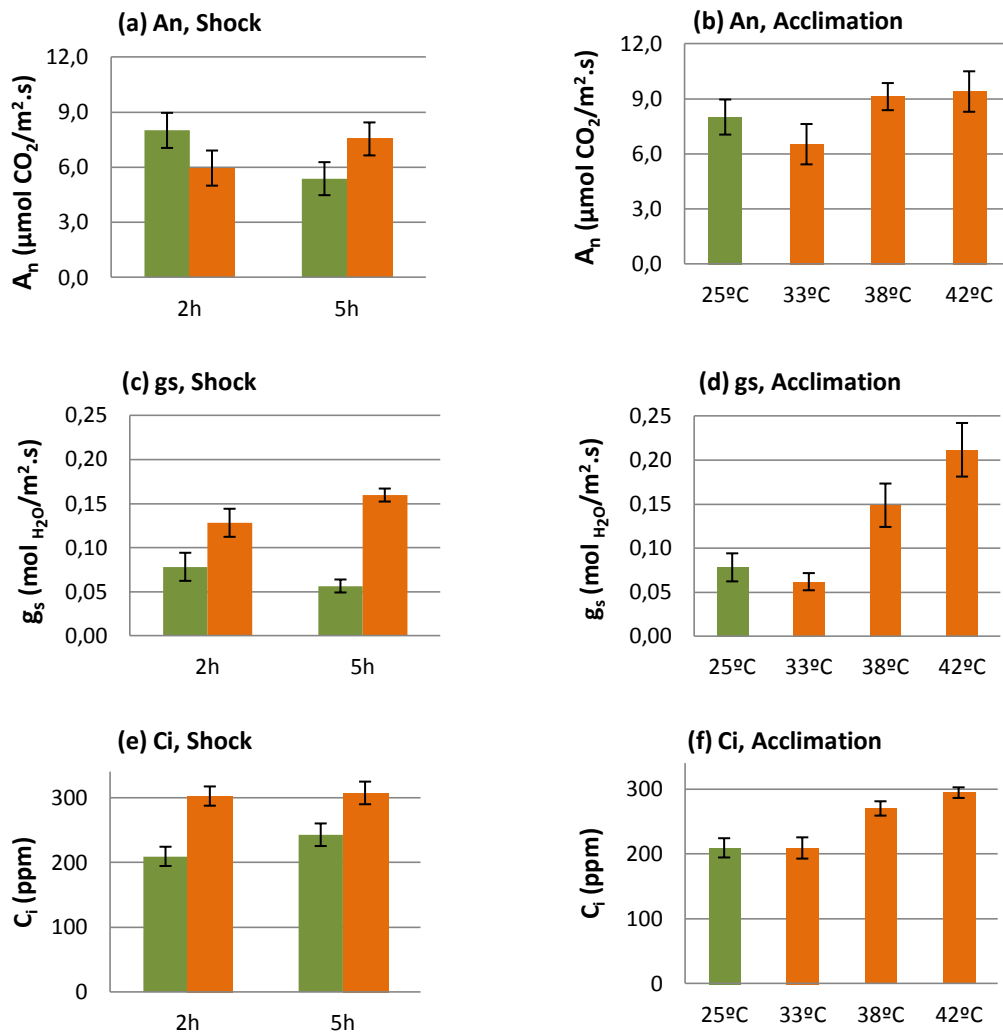 (a) An, Shock
12,0
9,0
6,0
3,0
0,0
Aₙ (µmol CO₂/m².s)
2h
5h
(b) An, Acclimation
12,0
9,0
6,0
3,0
0,0
Aₙ (µmol CO₂/m².s)
25ºC
33ºC
38ºC
42ºC
(c) gs, Shock
0,25
0,20
0,15
0,10
0,05
0,00
gₛ (mol H₂O/m².s)
2h
5h
(d) gs, Acclimation
0,25
0,20
0,15
0,10
0,05
0,00
gₛ (mol H₂O/m².s)
25ºC
33ºC
38ºC
42ºC
(e) Ci, Shock
300
200
100
0
Cᵢ (ppm)
2h
5h
(f) Ci, Acclimation
300
200
100
0
Cᵢ (ppm)
25ºC
33ºC
38ºC
42ºC